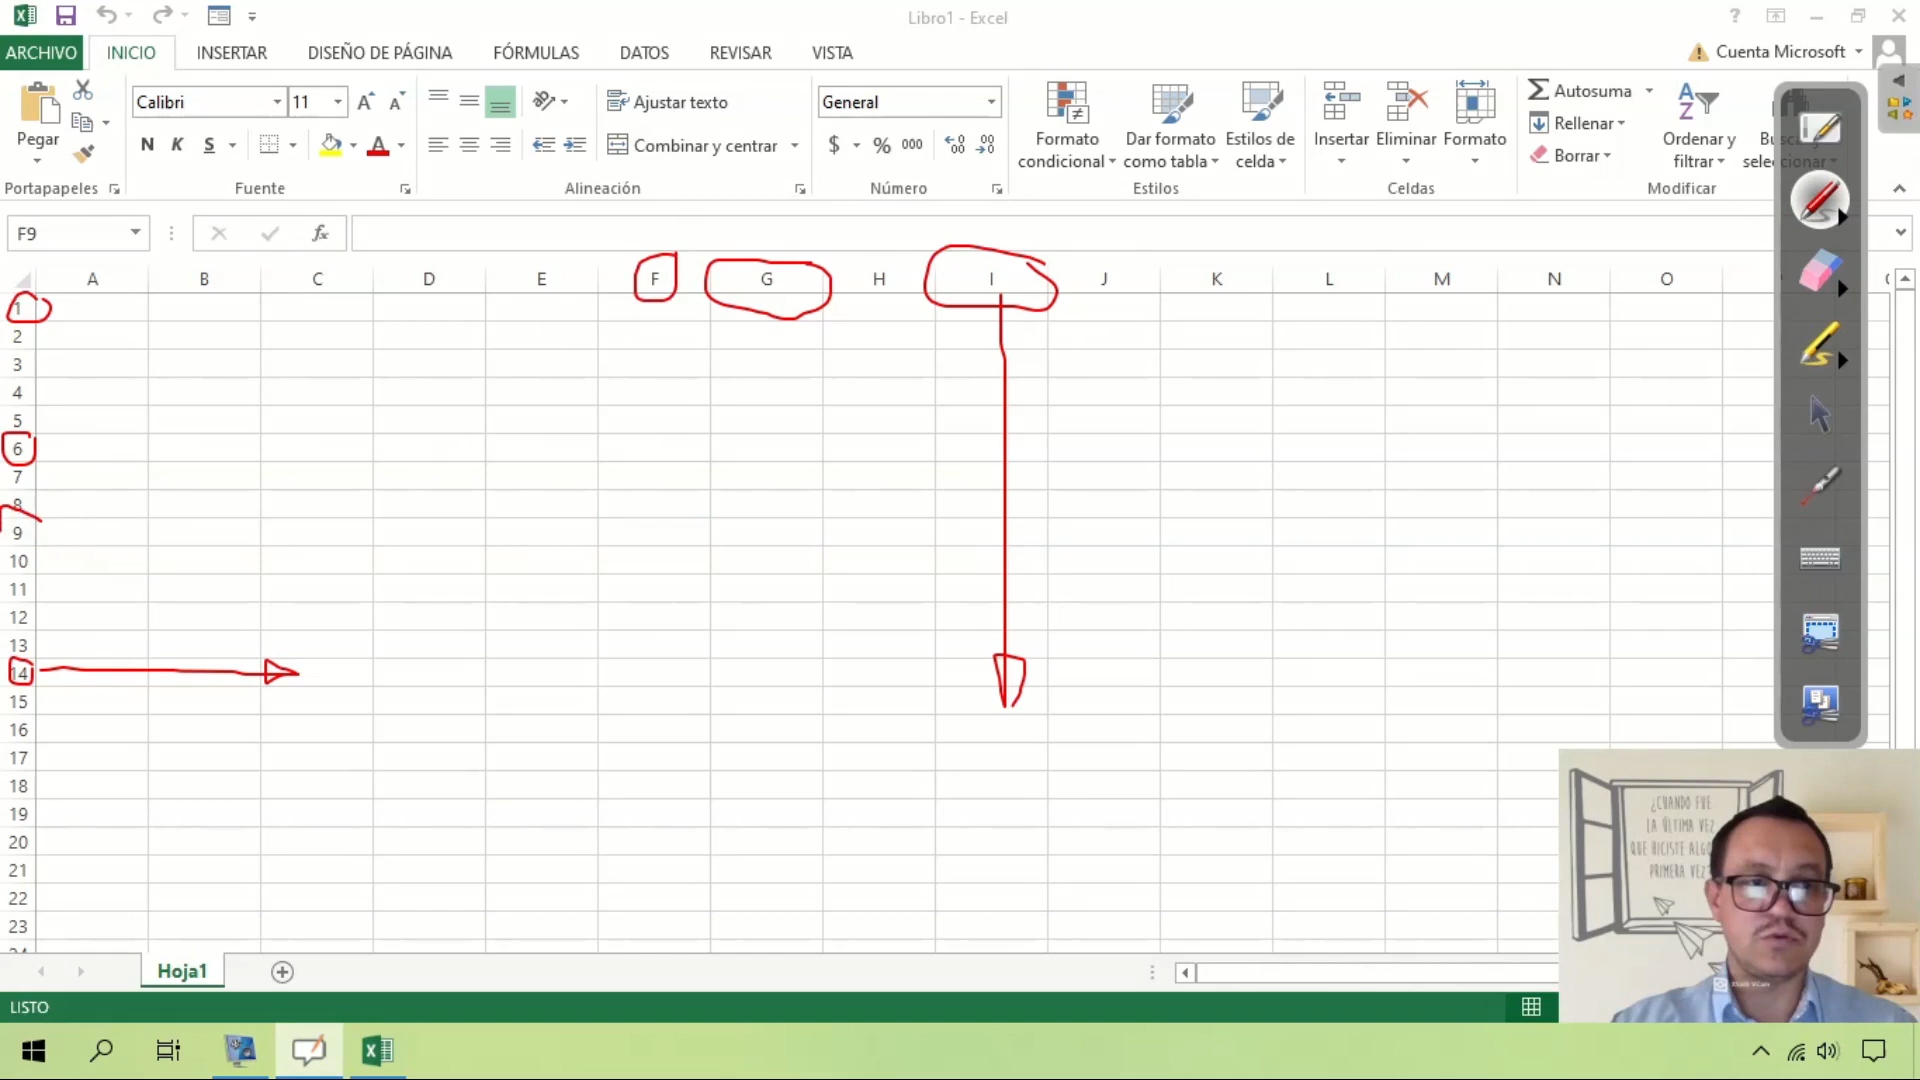 Libro1 - Excel
ARCHIVO INICIO INSERTAR DISEÑO DE PÁGINA FÓRMULAS DATOS REVISAR VISTA Cuenta Microsoft
Pegar
Portapapeles
Calibri 11
N K S
Fuente
Ajustar texto
Combinar y centrar
Alineación
General
$ % 000
Número
Formato condicional
Dar formato como tabla
Estilos de celda
Estilos
Insertar Eliminar Formato
Celdas
Autosuma
Rellenar
Borrar
Ordenar y filtrar
Modificar
F9
fx
A B C D E F G H I J K L M N O
1
2
3
4
5
6
7
8
9
10
11
12
13
14
15
16
17
18
19
20
21
22
23
24
¿CUANDO FUE
LA ÚLTIMA VEZ
QUE HICISTE ALGO
PRIMERA VEZ?
Hoja1
LISTO